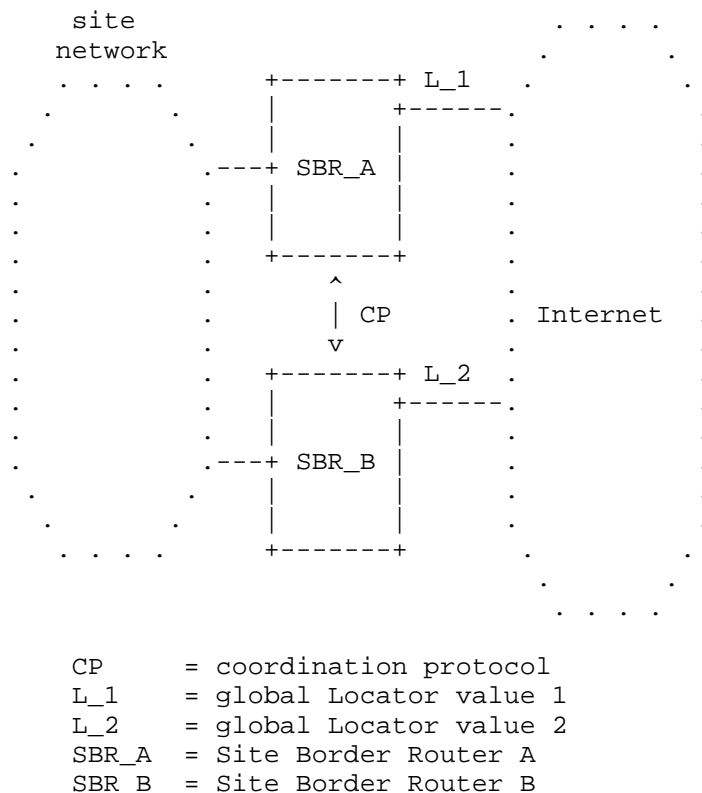 site
network
L_1
SBR_A
CP
Internet
L_2
SBR_B
CP = coordination protocol
L_1 = global Locator value 1
L_2 = global Locator value 2
SBR_A = Site Border Router A
SBR_B = Site Border Router B